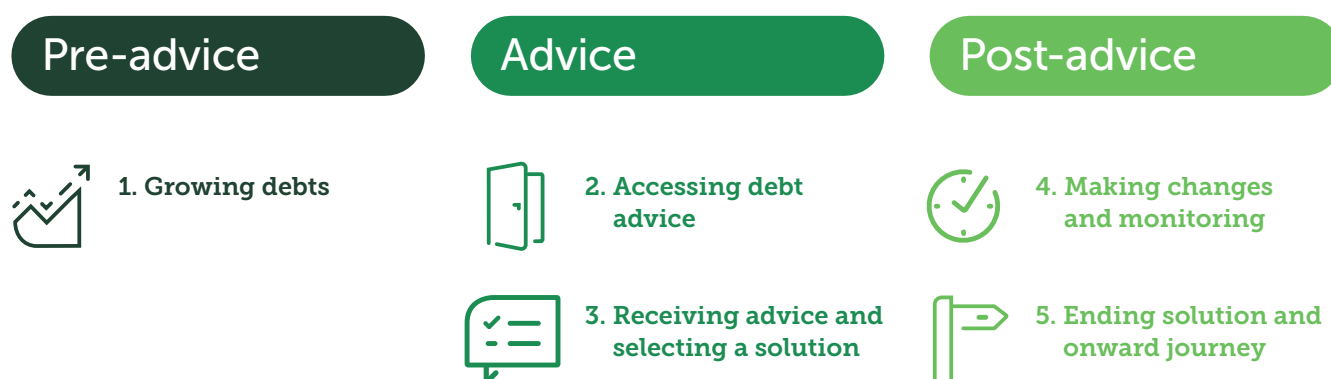 Pre-advice
Advice
Post-advice
1. Growing debts
2. Accessing debt
advice
4. Making changes
and monitoring
3. Receiving advice and
selecting a solution
5. Ending solution and
onward journey